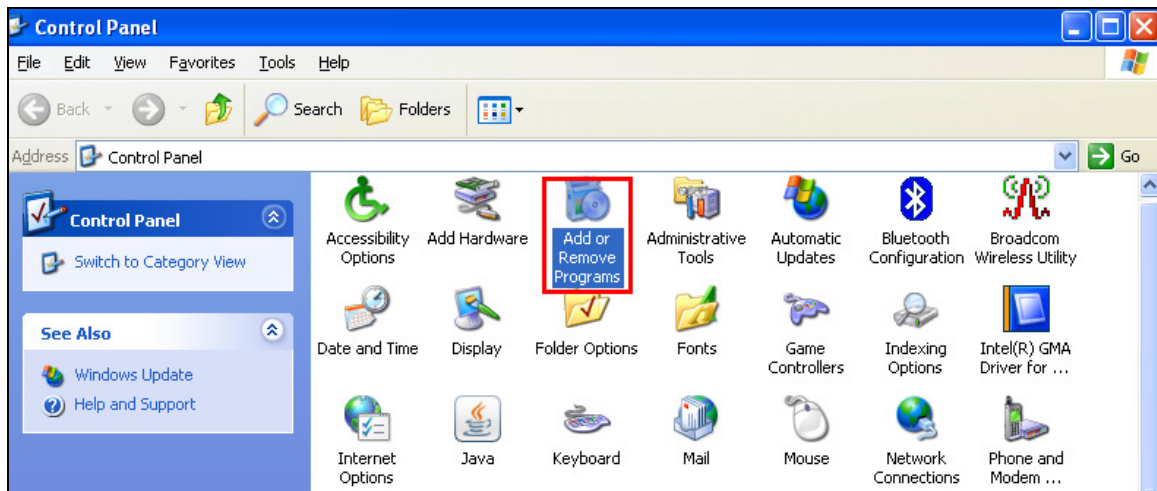 Control Panel
File Edit View Favorites Tools Help
Back Search Folders
Address Control Panel Go
Control Panel
Switch to Category View
See Also
Windows Update
Help and Support
Accessibility Options
Add Hardware
Add or Remove Programs
Administrative Tools
Automatic Updates
Bluetooth Configuration
Broadcom Wireless Utility
Date and Time
Display
Folder Options
Fonts
Game Controllers
Indexing Options
Intel(R) GMA Driver for ...
Internet Options
Java
Keyboard
Mail
Mouse
Network Connections
Phone and Modem ...